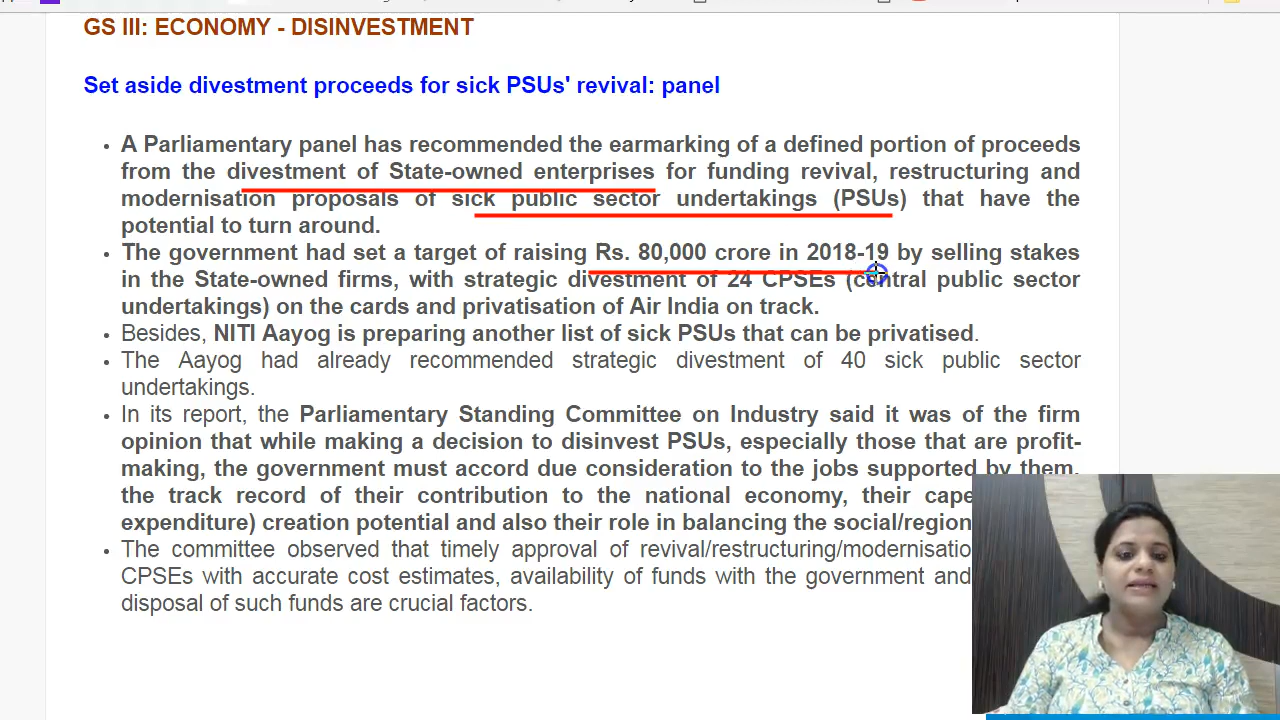 GS III: ECONOMY - DISINVESTMENT
Set aside divestment proceeds for sick PSUs' revival: panel
• A Parliamentary panel has recommended the earmarking of a defined portion of proceeds
from the divestment of State-owned enterprises for funding revival, restructuring and
modernisation proposals of sick public sector undertakings (PSUs) that have the
potential to turn around.
• The government had set a target of raising Rs. 80,000 crore in 2018-19 by selling stakes
in the State-owned firms, with strategic divestment of 24 CPSEs (central public sector
undertakings) on the cards and privatisation of Air India on track.
• Besides, NITI Aayog is preparing another list of sick PSUs that can be privatised.
• The Aayog had already recommended strategic divestment of 40 sick public sector
undertakings.
• In its report, the Parliamentary Standing Committee on Industry said it was of the firm
opinion that while making a decision to disinvest PSUs, especially those that are profit-
making, the government must accord due consideration to the jobs supported by them,
the track record of their contribution to the national economy, their
expenditure) creation potential and also their role in balancing the
• The committee observed that timely approval of
CPSEs with accurate cost estimates, availability of funds with the government and
disposal of such funds are crucial factors.